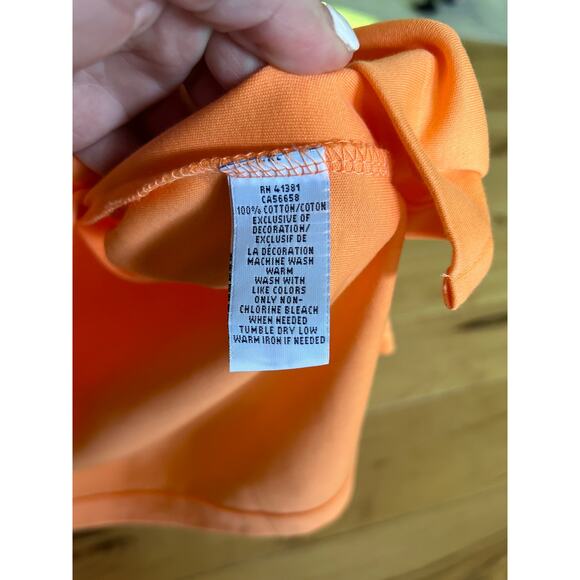 RN 41381
CA56658
100% COTTON/COTON
EXCLUSIVE OF
DECORATION/
EXCLUSIF DE
LA DÉCORATION
MACHINE WASH
WARM
WASH WITH
LIKE COLORS
ONLY NON-
CHLORINE BLEACH
WHEN NEEDED
TUMBLE DRY LOW
WARM IRON IF NEEDED